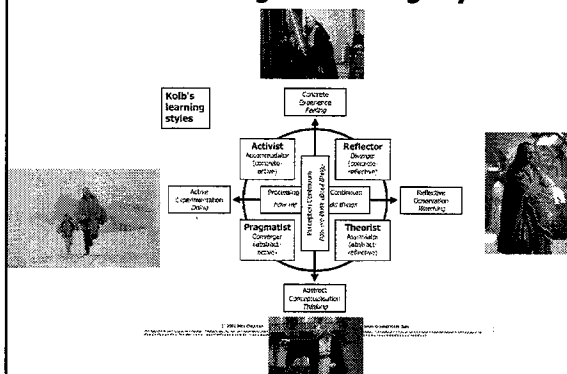 Kolb's
learning
styles
Concrete
Experience
Feeling
Activist
Accommodator
(concrete-
active)
Reflector
Diverger
(concrete-
reflective)
Active
Experimentation
Doing
Processing
how we
Continuum
do things
Perception Continuum
how we think about things
Reflective
Observation
Watching
Pragmatist
Converger
(abstract-
active)
Theorist
Assimilator
(abstract-
reflective)
Abstract
Conceptualisation
Thinking